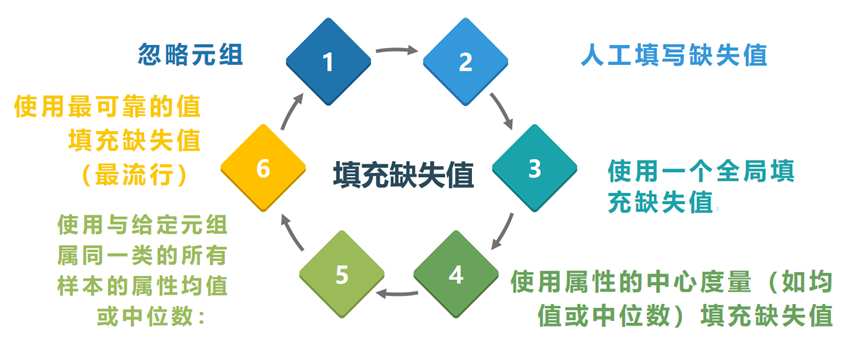 忽略元组
1
2
人工填写缺失值
使用最可靠的值
填充缺失值
（最流行）
6
填充缺失值
3
使用一个全局填
充缺失值
使用与给定元组
属同一类的所有
样本的属性均值
或中位数：
5
4
使用属性的中心度量（如均
值或中位数）填充缺失值